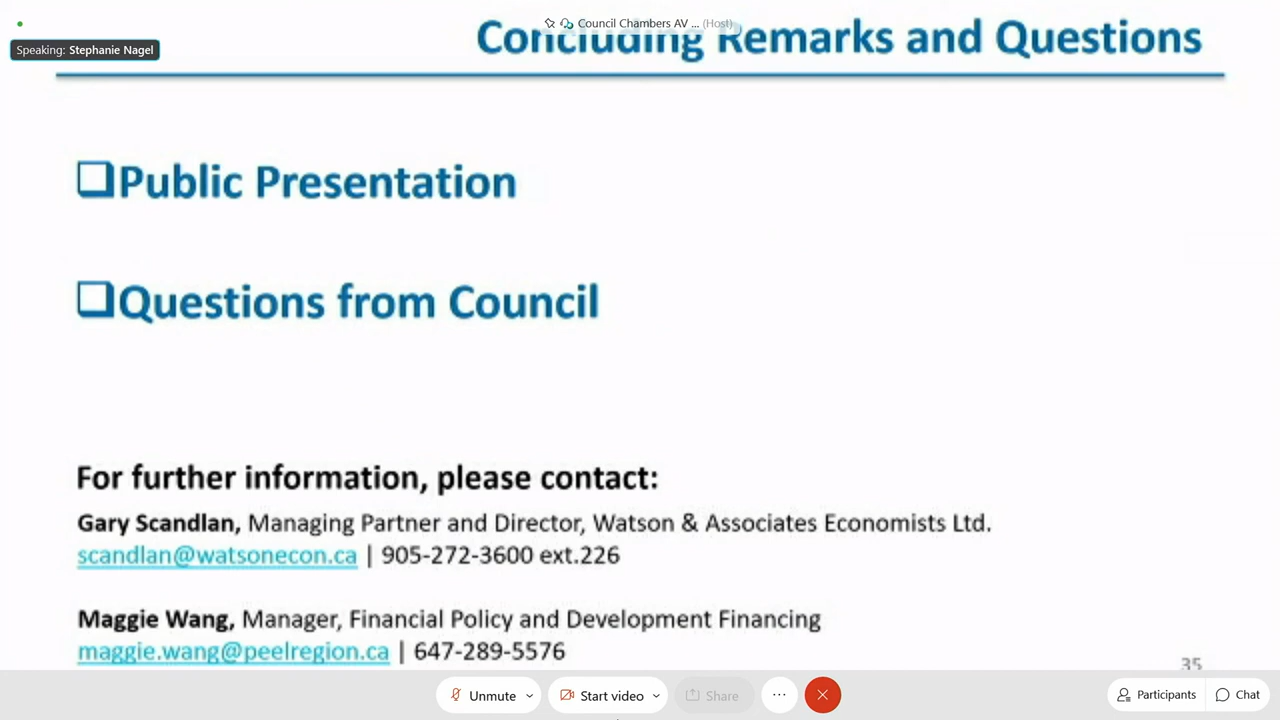 Council Chambers AV ... (Host)
Speaking: Stephanie Nagel
Concluding Remarks and Questions
❑Public Presentation
❑Questions from Council
For further information, please contact:
Gary Scandlan, Managing Partner and Director, Watson & Associates Economists Ltd.
scandlan@watsonecon.ca | 905-272-3600 ext.226
Maggie Wang, Manager, Financial Policy and Development Financing
maggie.wang@peelregion.ca | 647-289-5576
35
Unmute
Start video
Share
...
Participants
Chat